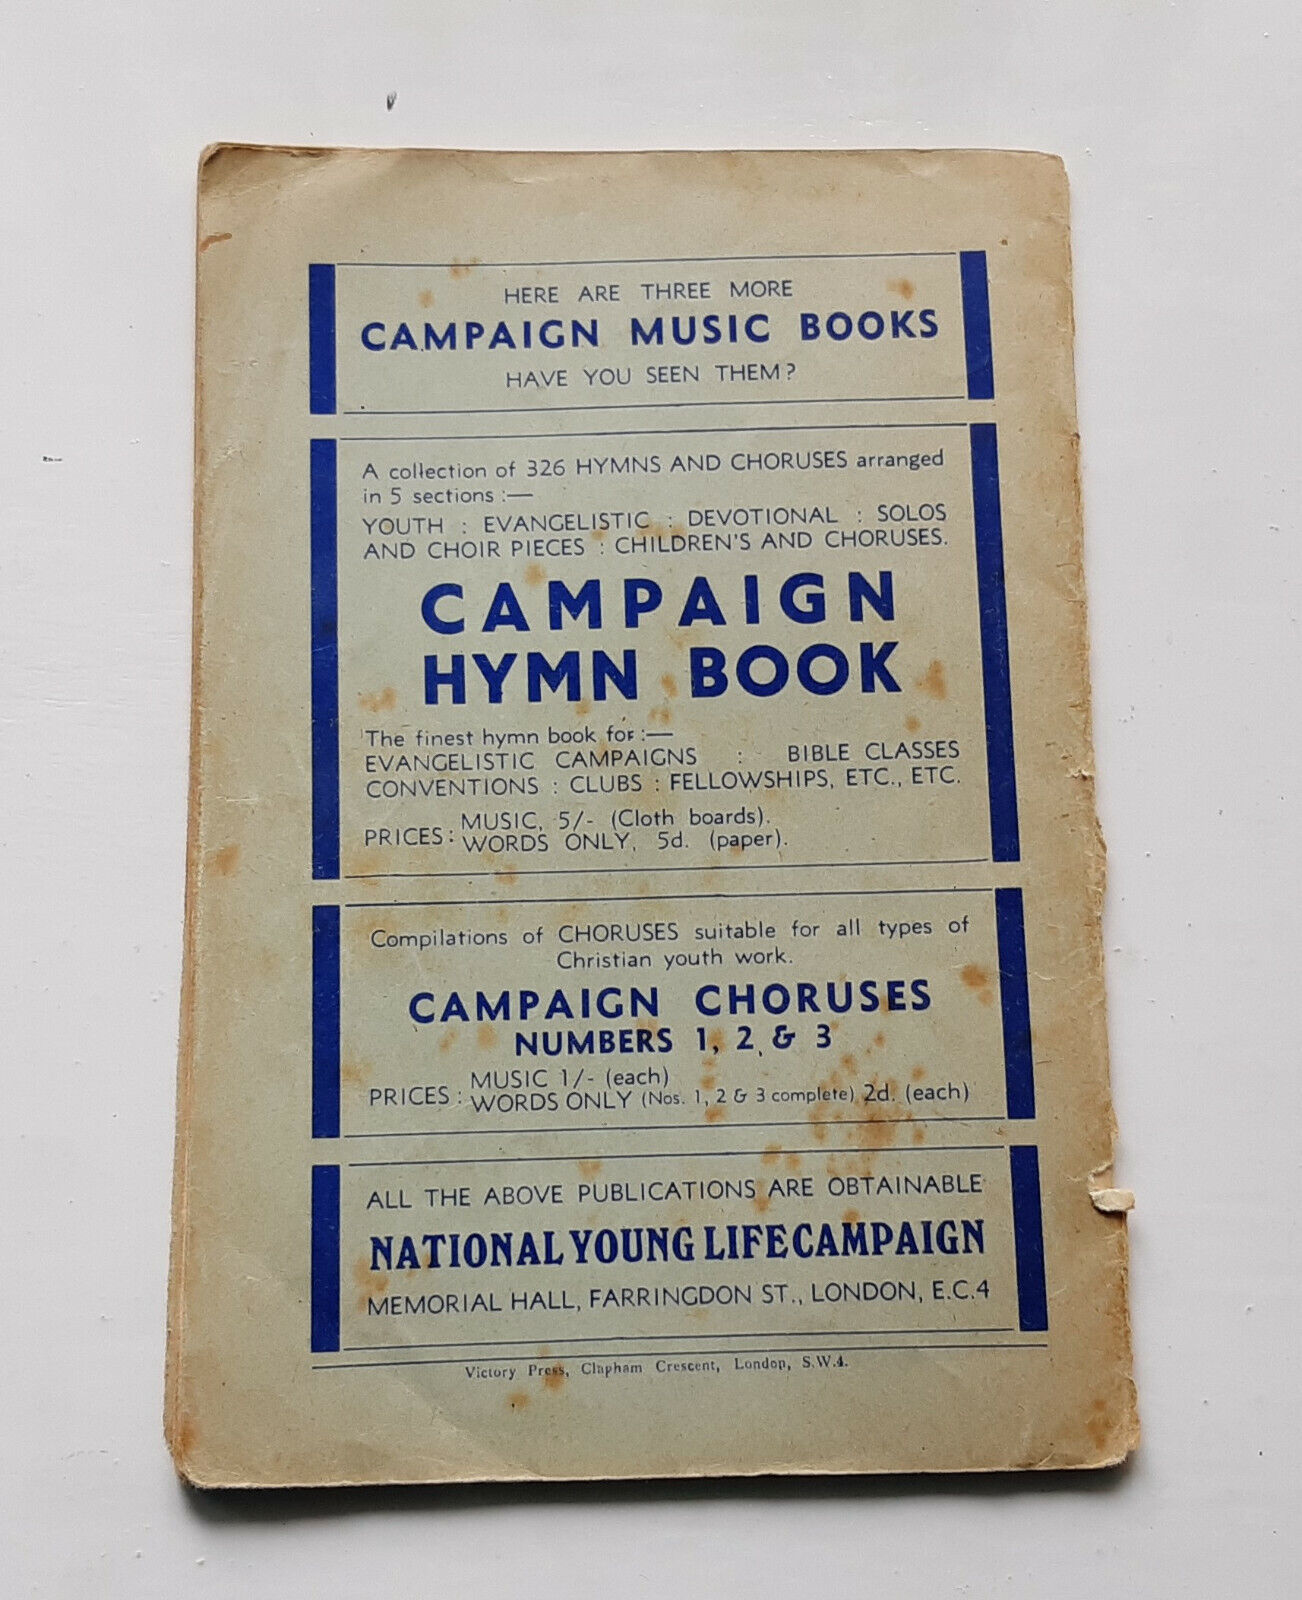 HERE ARE THREE MORE
CAMPAIGN MUSIC BOOKS
HAVE YOU SEEN THEM?
A collection of 326 HYMNS AND CHORUSES arranged
in 5 sections :—
YOUTH : EVANGELISTIC : DEVOTIONAL : SOLOS
AND CHOIR PIECES : CHILDREN'S AND CHORUSES.
CAMPAIGN
HYMN BOOK
The finest hymn book for :—
EVANGELISTIC CAMPAIGNS : BIBLE CLASSES
CONVENTIONS : CLUBS : FELLOWSHIPS, ETC., ETC.
PRICES: MUSIC, 5/- (Cloth boards).
WORDS ONLY, 5d. (paper).
Compilations of CHORUSES suitable for all types of
Christian youth work.
CAMPAIGN CHORUSES
NUMBERS 1, 2 & 3
PRICES: MUSIC 1/- (each)
WORDS ONLY (Nos. 1, 2 & 3 complete) 2d. (each)
ALL THE ABOVE PUBLICATIONS ARE OBTAINABLE
NATIONAL YOUNG LIFE CAMPAIGN
MEMORIAL HALL, FARRINGDON ST., LONDON, E.C.4
Victory Press, Clapham Crescent, London, S.W.4.